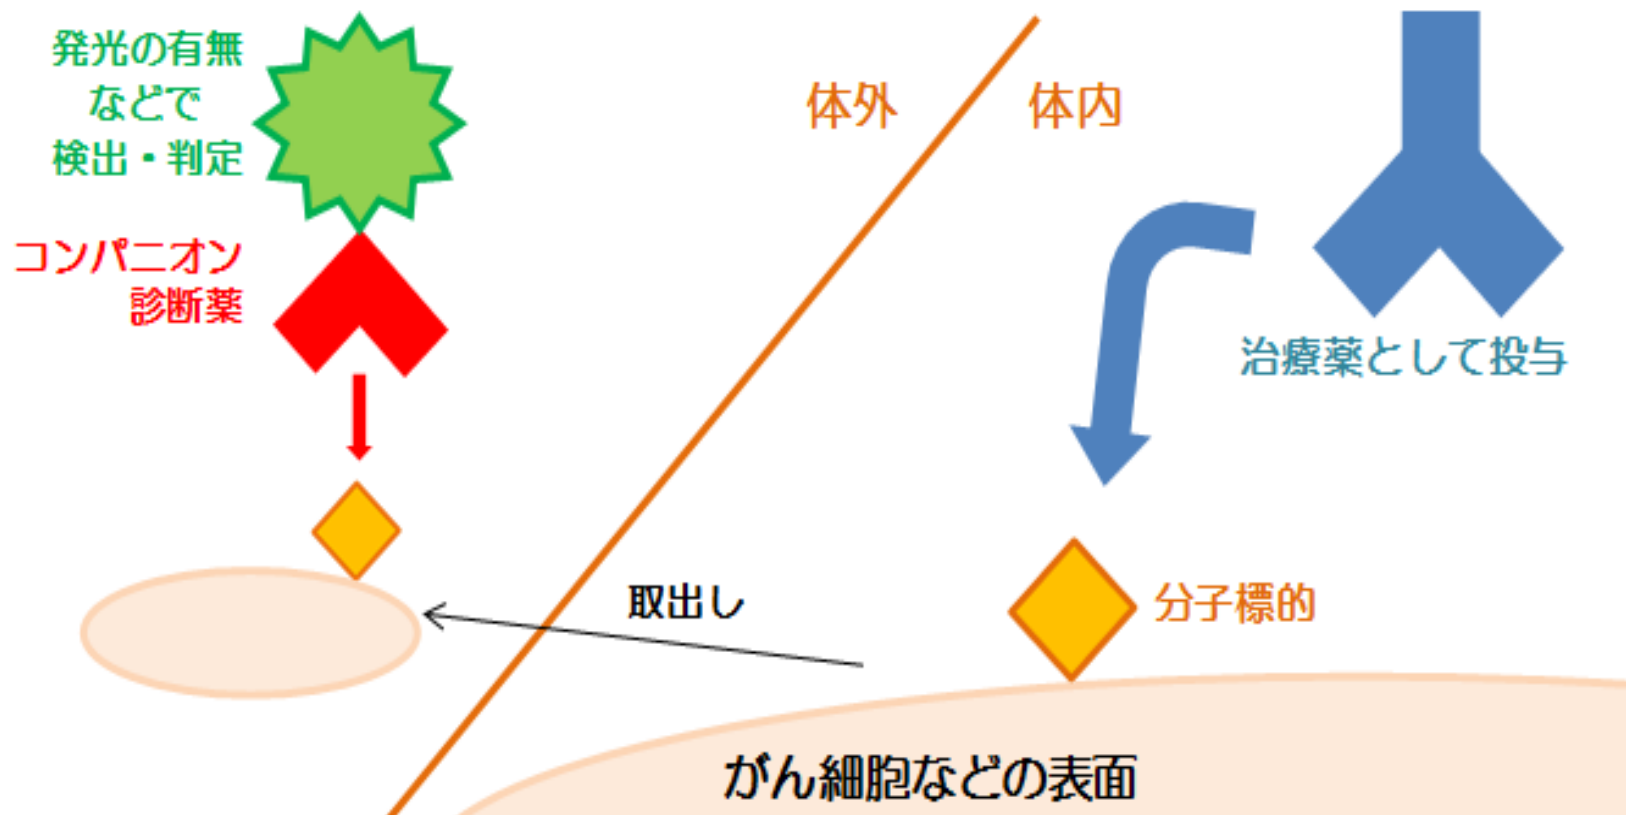 発光の有無
などで
検出・判定
コンパニオン
診断薬
体外
体内
治療薬として投与
取出し
分子標的
がん細胞などの表面